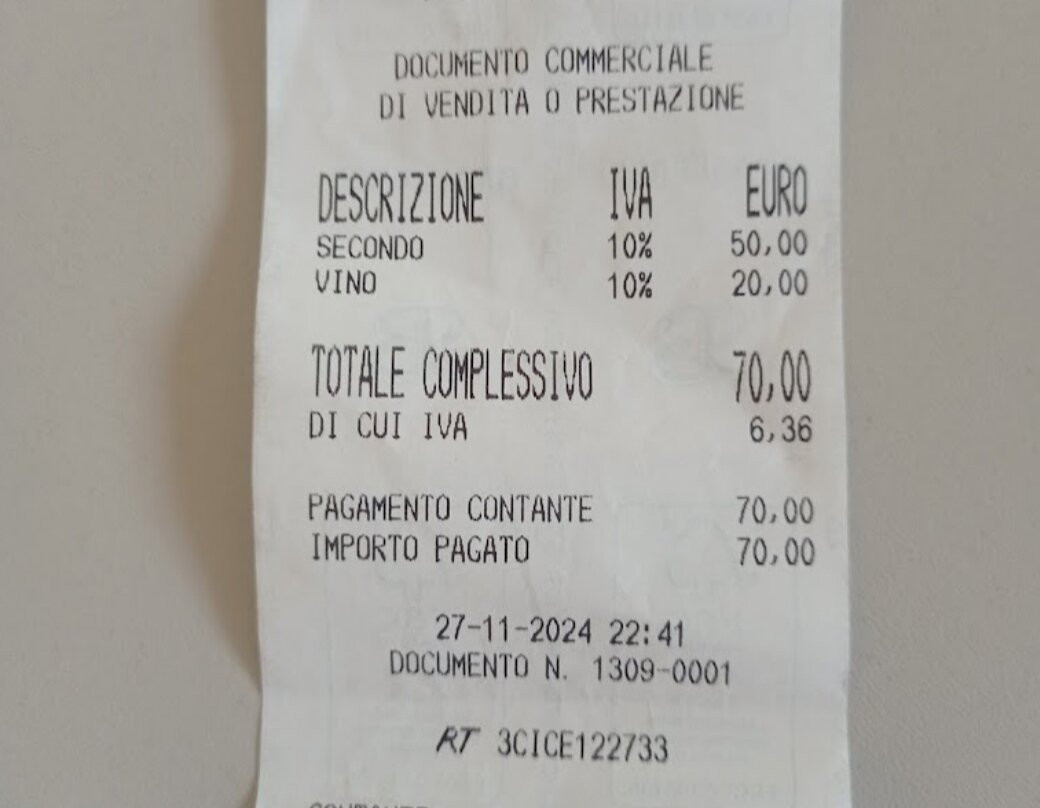 DOCUMENTO COMMERCIALE
DI VENDITA O PRESTAZIONE
DESCRIZIONE IVA EURO
SECONDO 10% 50,00
VINO 10% 20,00
TOTALE COMPLESSIVO 70,00
DI CUI IVA 6,36
PAGAMENTO CONTANTE 70,00
IMPORTO PAGATO 70,00
27-11-2024 22:41
DOCUMENTO N. 1309-0001
RT 3CICE122733